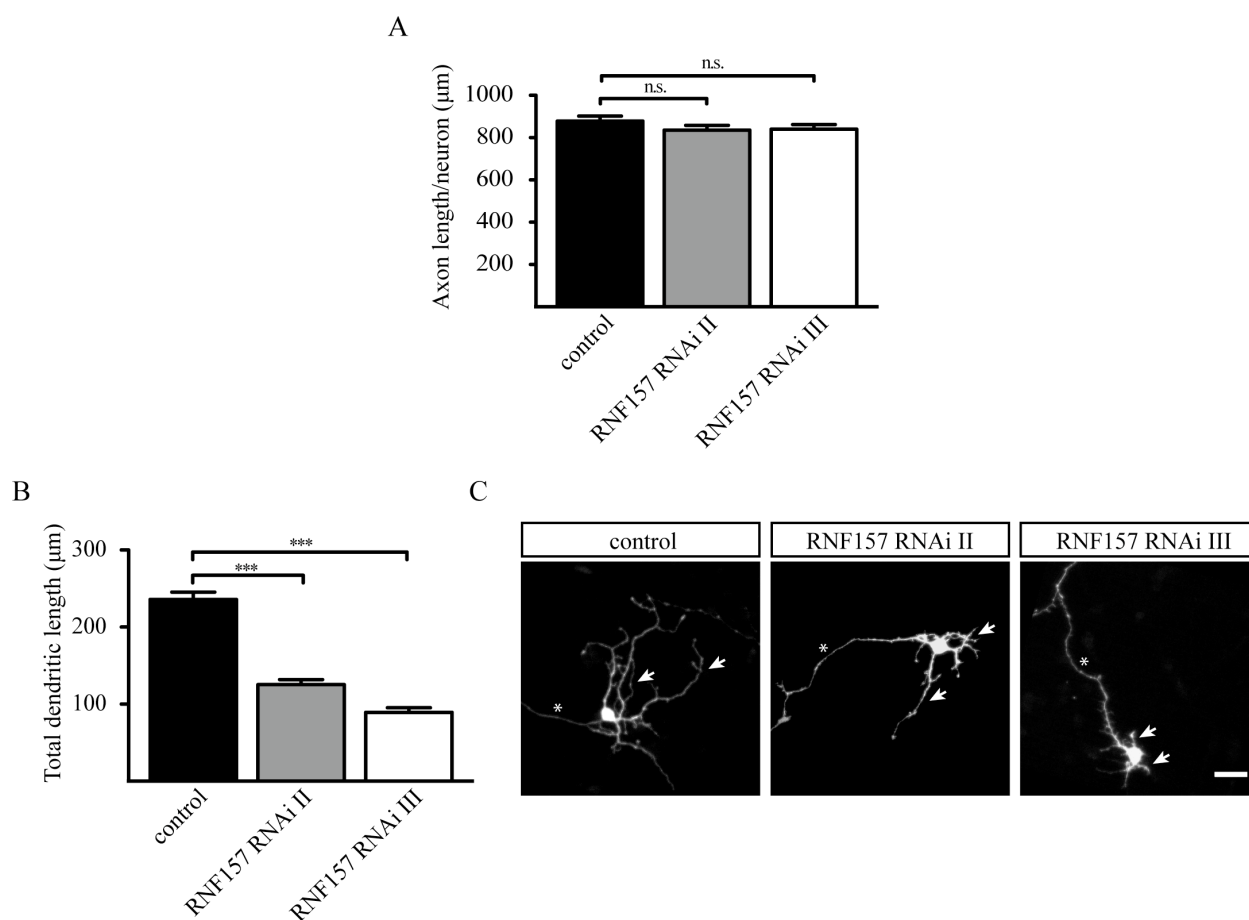 A
n.s.
n.s.
Axon length/neuron (μm)
1000
800
600
400
200
control
RNF157 RNAi II
RNF157 RNAi III
B
Total dendritic length (μm)
300
200
100
***
***
control
RNF157 RNAi II
RNF157 RNAi III
C
control
RNF157 RNAi II
RNF157 RNAi III
*
*
*